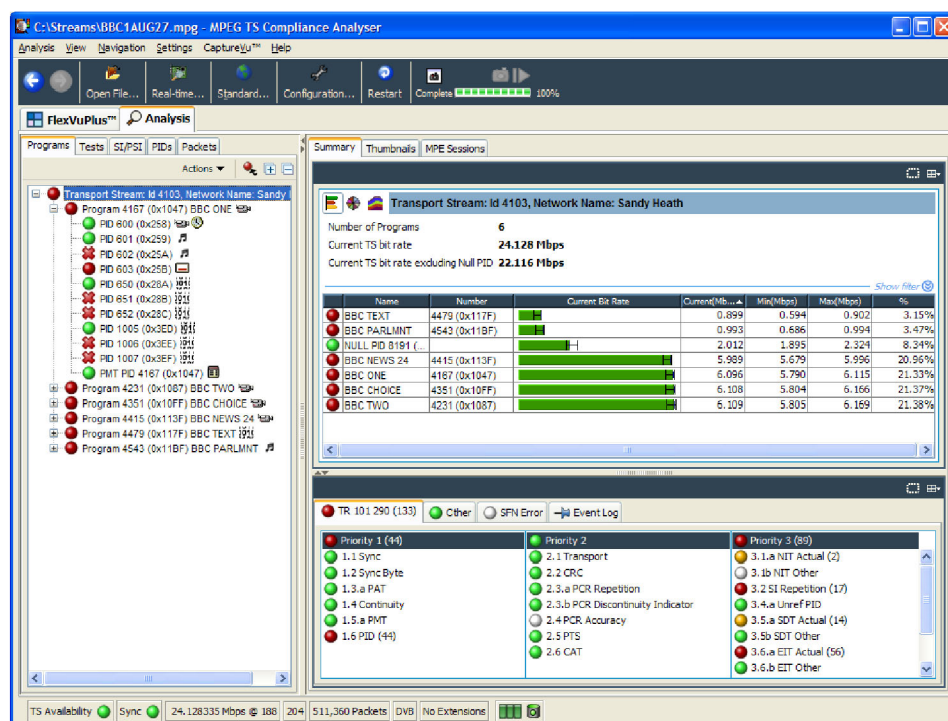 C:\Streams\BBC1AUG27.mpg - MPEG TS Compliance Analyser
Analysis View Navigation Settings CaptureVu™ Help
Open File... Real-time... Standard... Configuration... Restart Complete 100%
FlexVuPlus™ Analysis
Programs Tests SI/PSI PIDs Packets
Actions
Transport Stream: Id 4103, Network Name: Sandy
Program 4167 (0x1047) BBC ONE
PID 600 (0x258)
PID 601 (0x259)
PID 602 (0x25A)
PID 603 (0x25B)
PID 650 (0x28A)
PID 651 (0x28B)
PID 652 (0x28C)
PID 1005 (0x3ED)
PID 1006 (0x3EE)
PID 1007 (0x3EF)
PMT PID 4167 (0x1047)
Program 4231 (0x1087) BBC TWO
Program 4351 (0x10FF) BBC CHOICE
Program 4415 (0x113F) BBC NEWS 24
Program 4479 (0x117F) BBC TEXT
Program 4543 (0x11BF) BBC PARLMNT
Summary Thumbnails MPE Sessions
Transport Stream: Id 4103, Network Name: Sandy Heath
Number of Programs 6
Current TS bit rate 24.128 Mbps
Current TS bit rate excluding Null PID 22.116 Mbps
Show filter
Name Number Current Bit Rate Current(Mb... Min(Mbps) Max(Mbps) %
BBC TEXT 4479 (0x117F) 0.899 0.594 0.902 3.15%
BBC PARLMNT 4543 (0x11BF) 0.993 0.686 0.994 3.47%
NULL PID 8191 (... 2.012 1.895 2.324 8.34%
BBC NEWS 24 4415 (0x113F) 5.989 5.679 5.996 20.96%
BBC ONE 4167 (0x1047) 6.096 5.790 6.115 21.33%
BBC CHOICE 4351 (0x10FF) 6.108 5.804 6.166 21.37%
BBC TWO 4231 (0x1087) 6.109 5.805 6.169 21.38%
TR 101 290 (133) Other SFN Error Event Log
Priority 1 (44)
1.1 Sync
1.2 Sync Byte
1.3.a PAT
1.4 Continuity
1.5.a PMT
1.6 PID (44)
Priority 2
2.1 Transport
2.2 CRC
2.3.a PCR Repetition
2.3.b PCR Discontinuity Indicator
2.4 PCR Accuracy
2.5 PTS
2.6 CAT
Priority 3 (89)
3.1.a NIT Actual (2)
3.1b NIT Other
3.2 SI Repetition (17)
3.4.a Unref PID
3.5.a SDT Actual (14)
3.5b SDT Other
3.6.a EIT Actual (56)
3.6.b EIT Other
TS Availability Sync 24.128335 Mbps @ 188 204 511,360 Packets DVB No Extensions